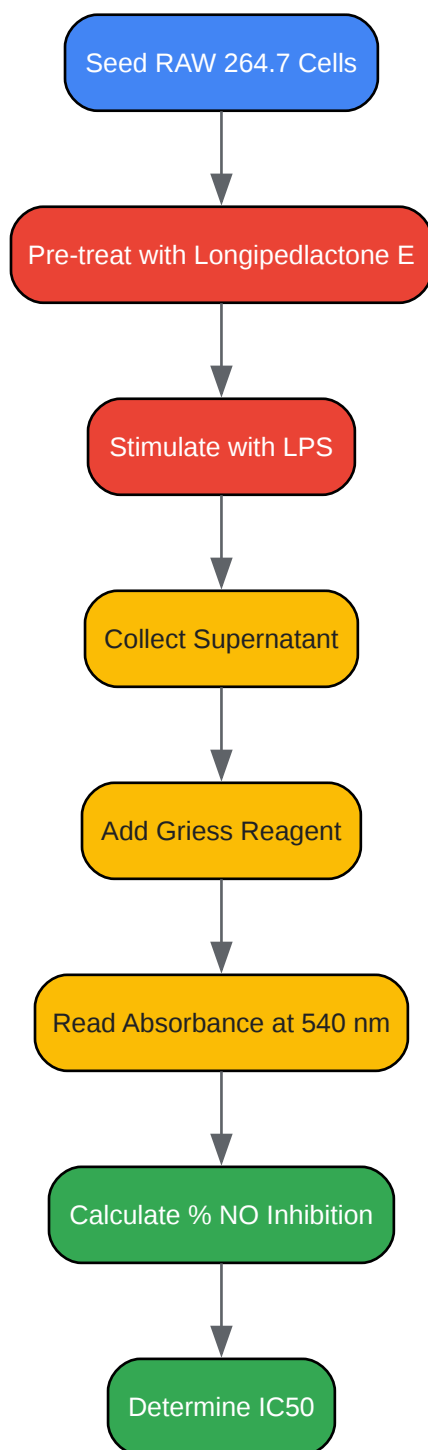 Seed RAW 264.7 Cells
Pre-treat with Longipedlactone E
Stimulate with LPS
Collect Supernatant
Add Griess Reagent
Read Absorbance at 540 nm
Calculate % NO Inhibition
Determine IC50